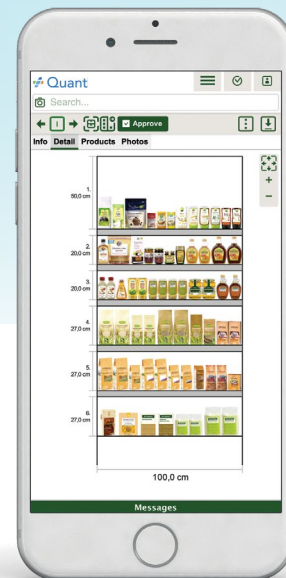 Quant
Search...
1 Approve
Info Detail Products Photos
1.
50,0 cm
2.
20,0 cm
3.
20,0 cm
4.
27,0 cm
5.
27,0 cm
6.
27,0 cm
100,0 cm
Messages